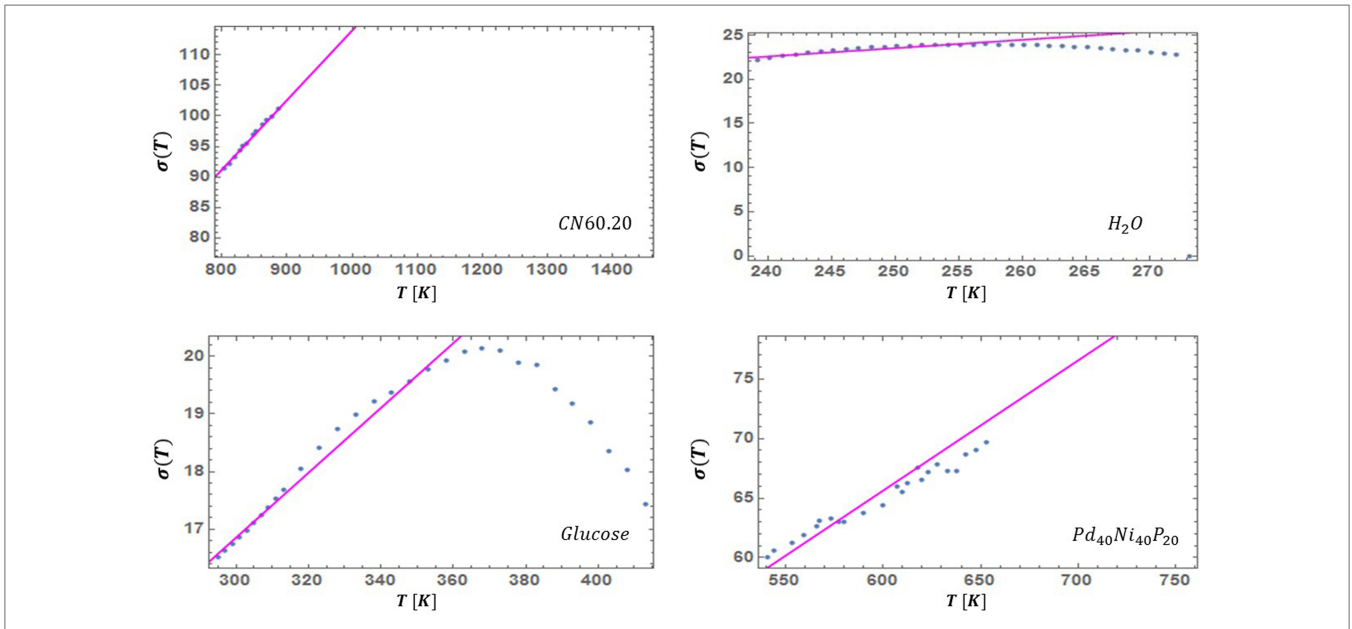 110
105
100
95
90
85
80
σ(T)
800 900 1000 1100 1200 1300 1400
T [K]
CN60.20
25
20
15
10
5
0
σ(T)
240 245 250 255 260 265 270
T [K]
H₂O
20
19
18
17
σ(T)
300 320 340 360 380 400
T [K]
Glucose
75
70
65
60
σ(T)
550 600 650 700 750
T [K]
Pd₄₀Ni₄₀P₂₀